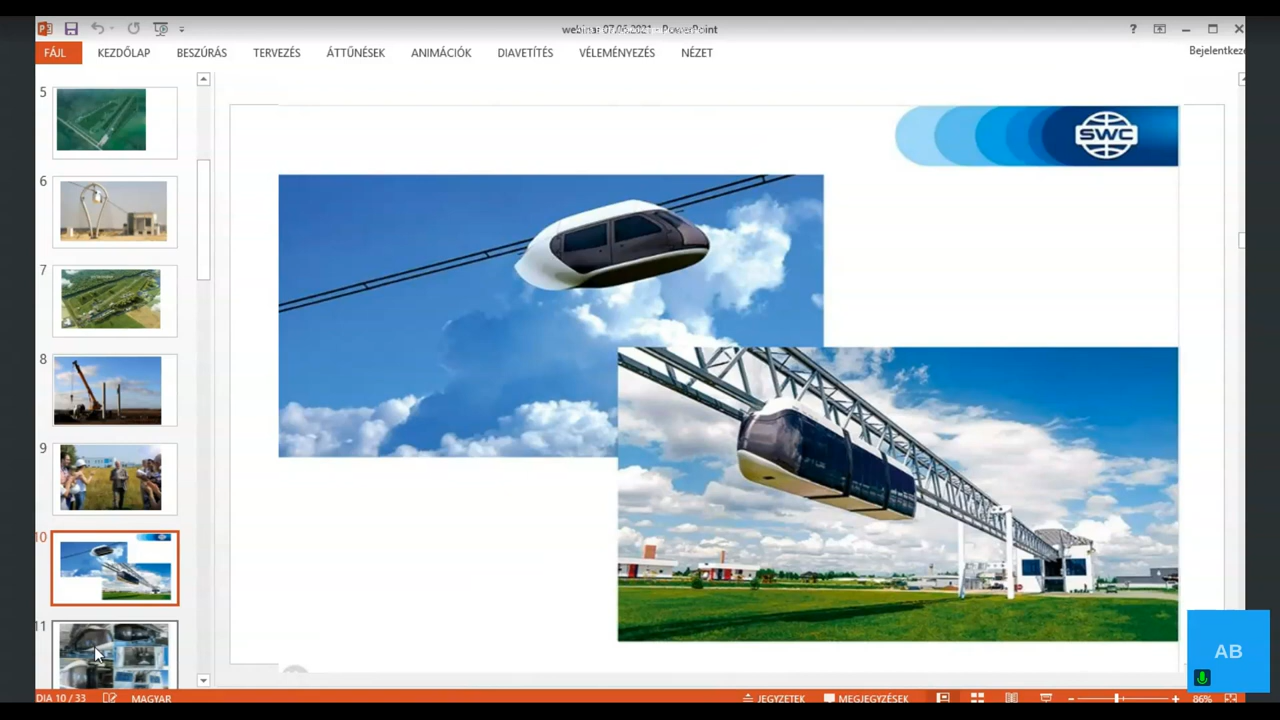 webinar 07.06.2021 - PowerPoint
?
FÁJL KEZDŐLAP BESZÚRÁS TERVEZÉS ÁTTŰNÉSEK ANIMÁCIÓK DIAVETÍTÉS VÉLEMÉNYEZÉS NÉZET Bejelentkezé
5
6
7
8
9
10
11
SWC
AB
DIA 10 / 33 MAGYAR JEGYZETEK MEGJEGYZÉSEK 86%